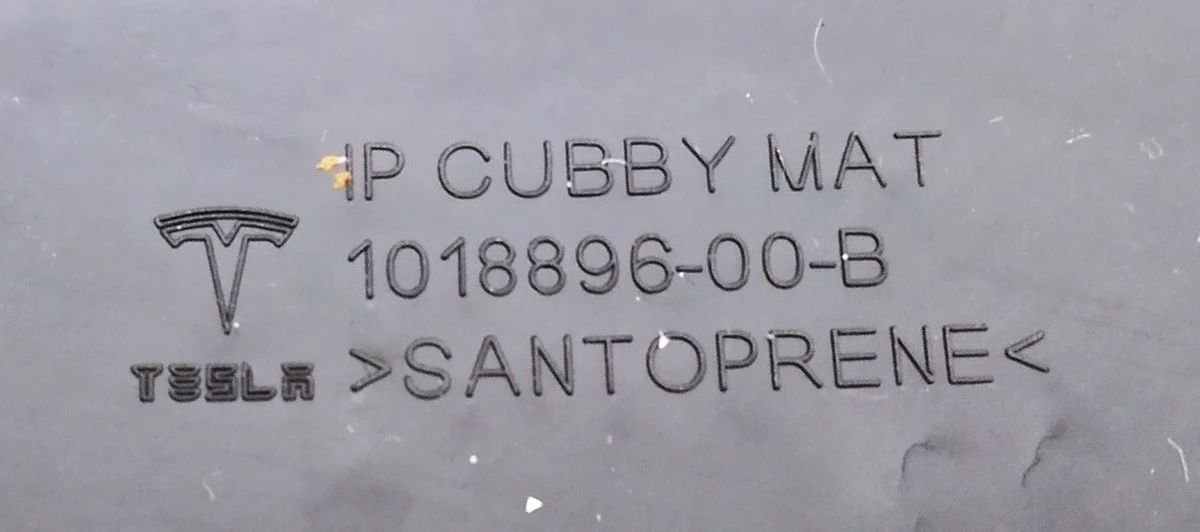 IP CUBBY MAT
1018896-00-B
>SANTOPRENE<
TESLA